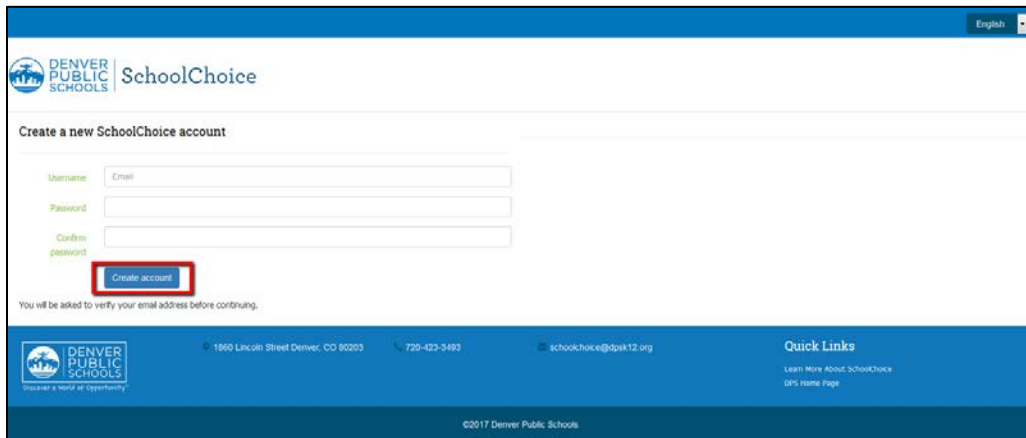 English
DENVER
PUBLIC
SCHOOLS
SchoolChoice
Create a new SchoolChoice account
Username
Email
Password
Confirm
password
Create account
You will be asked to verify your email address before continuing.
DENVER
PUBLIC
SCHOOLS
Discover a World of Opportunity™
1860 Lincoln Street Denver, CO 80203
720-423-3493
schoolchoice@dpsk12.org
Quick Links
Learn More About SchoolChoice
DPS Home Page
©2017 Denver Public Schools